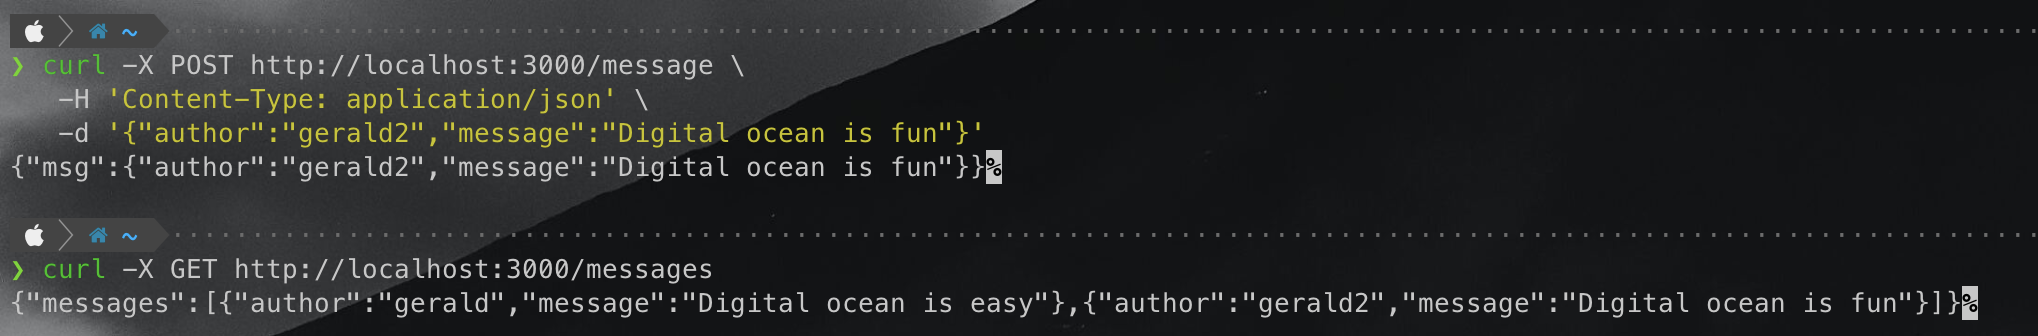 ~
❯ curl -X POST http://localhost:3000/message \
-H 'Content-Type: application/json' \
-d '{"author":"gerald2","message":"Digital ocean is fun"}'
{"msg":{"author":"gerald2","message":"Digital ocean is fun"}}%
~
❯ curl -X GET http://localhost:3000/messages
{"messages":[{"author":"gerald","message":"Digital ocean is easy"},{"author":"gerald2","message":"Digital ocean is fun"}]}%